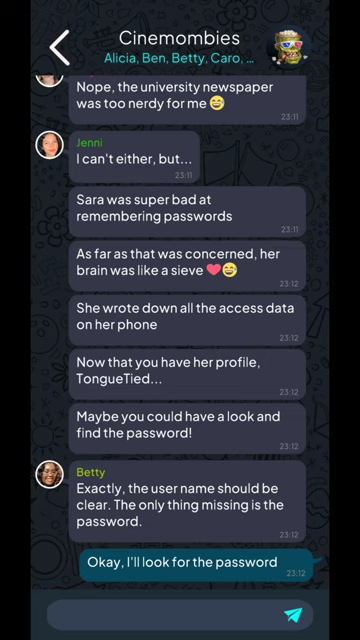 Cinemombies
Alicia, Ben, Betty, Caro, ...
Nope, the university newspaper
was too nerdy for me 😅
23:11
Jenni
I can't either, but...
23:11
Sara was super bad at
remembering passwords
23:11
As far as that was concerned, her
brain was like a sieve ❤️😅
23:12
She wrote down all the access data
on her phone
23:12
Now that you have her profile,
TongueTied...
23:12
Maybe you could have a look and
find the password!
23:12
Betty
Exactly, the user name should be
clear. The only thing missing is the
password.
23:12
Okay, I'll look for the password
23:12